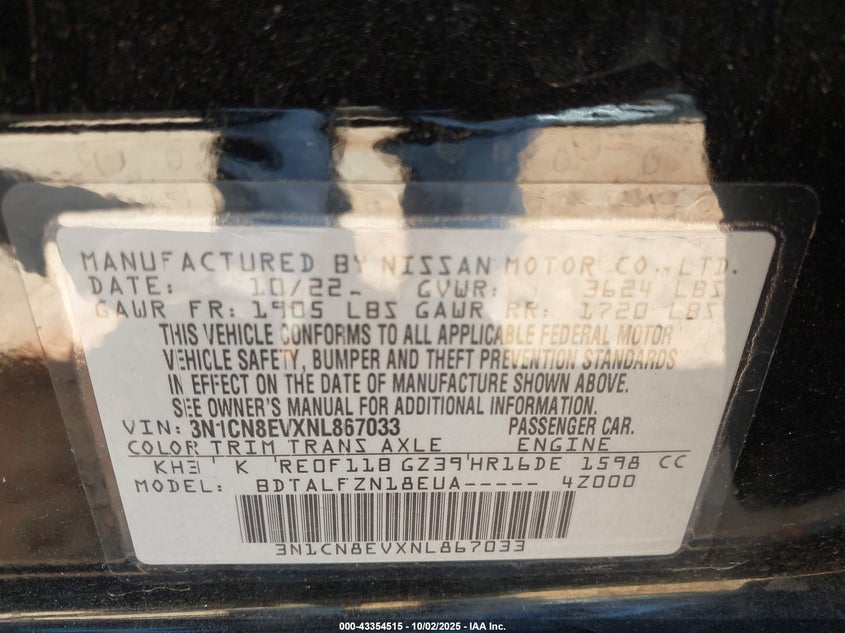 MANUFACTURED BY NISSAN MOTOR CO., LTD.
DATE: 10/22 GVWR: 3624 LBS
GAWR FR: 1905 LBS GAWR RR: 1720 LBS
THIS VEHICLE CONFORMS TO ALL APPLICABLE FEDERAL MOTOR
VEHICLE SAFETY, BUMPER AND THEFT PREVENTION STANDARDS
IN EFFECT ON THE DATE OF MANUFACTURE SHOWN ABOVE.
SEE OWNER'S MANUAL FOR ADDITIONAL INFORMATION.
VIN: 3N1CN8EVXNL867033 PASSENGER CAR.
COLOR TRIM TRANS AXLE ENGINE
KH3 K RE0F11B GZ39 HR16DE 1598 CC
MODEL: BDTALFZN18EUA----- 4Z000
3N1CN8EVXNL867033
000-43354515 - 10/02/2025 - IAA Inc.